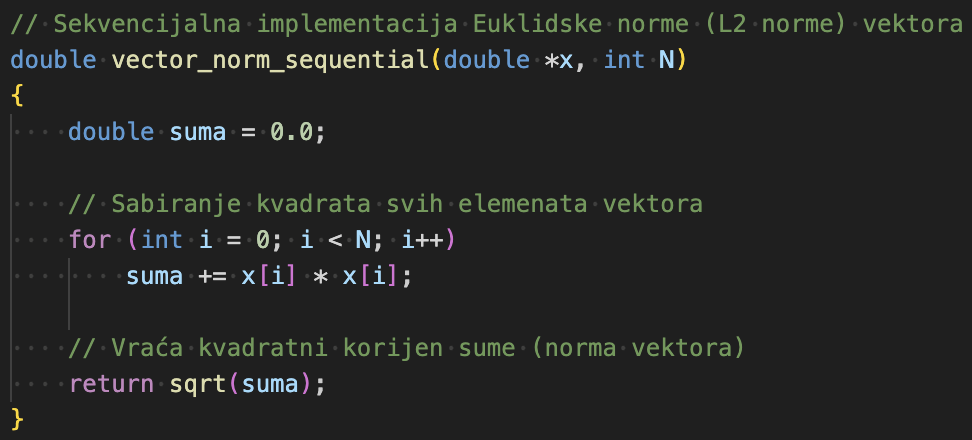 // Sekvencijalna implementacija Euklidske norme (L2 norme) vektora
double vector_norm_sequential(double *x, int N)
{
    double suma = 0.0;

    // Sabiranje kvadrata svih elemenata vektora
    for (int i = 0; i < N; i++)
        suma += x[i] * x[i];

    // Vraća kvadratni korijen sume (norma vektora)
    return sqrt(suma);
}